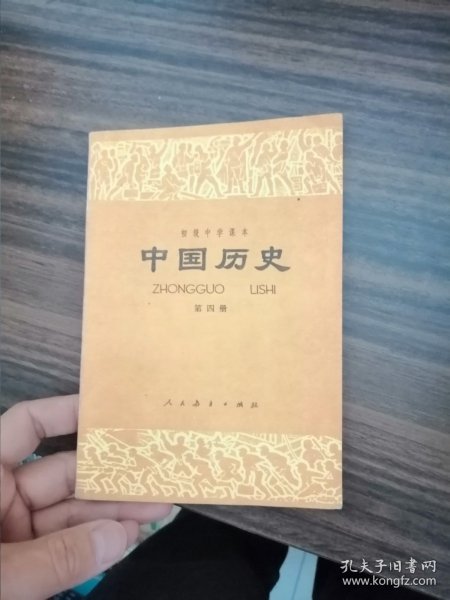 初级中学课本
中国历史
ZHONGGUO LISHI
第四册
人民教育出版社
孔夫子旧书网
www.kongfz.com